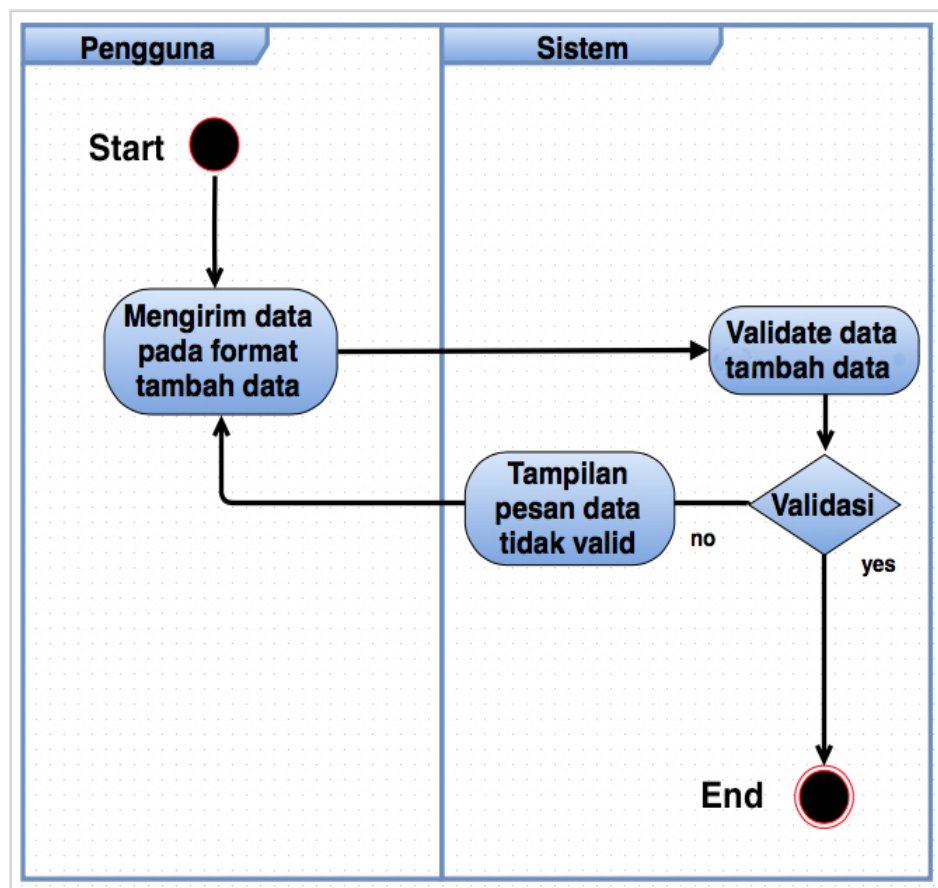 Pengguna
Sistem
Start
Mengirim data
pada format
tambah data
Validate data
tambah data
Tampilan
pesan data
tidak valid
no
Validasi
yes
End